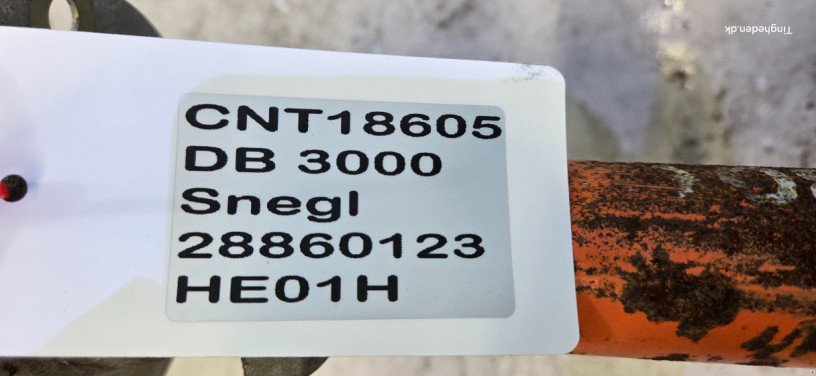 CNT18605
DB 3000
Snegl
28860123
HE01H
Tingheden.dk